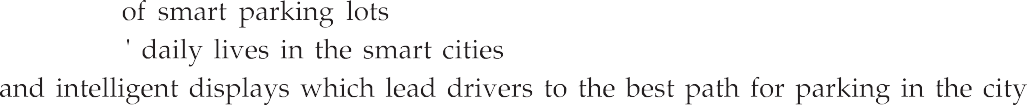 of smart parking lots
' daily lives in the smart cities
and intelligent displays which lead drivers to the best path for parking in the city